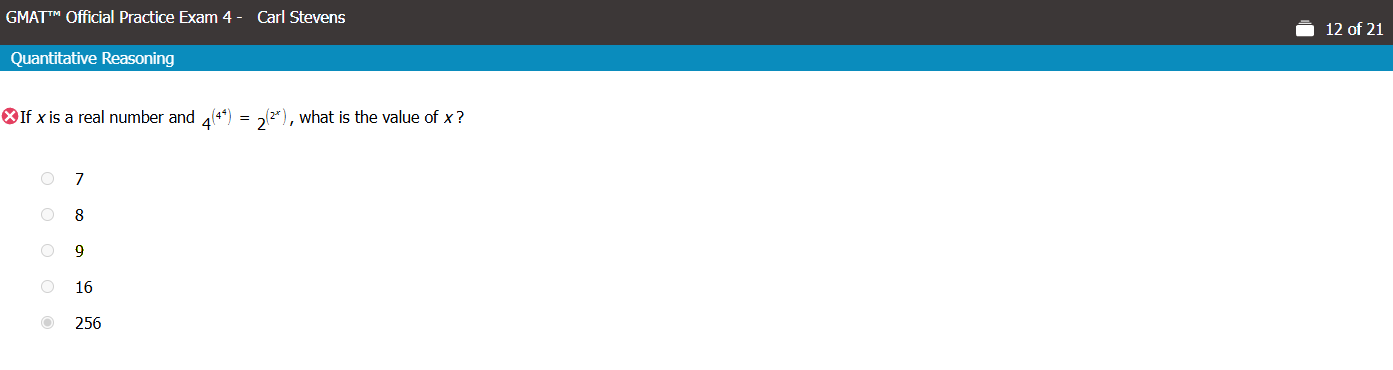 GMAT™ Official Practice Exam 4 - Carl Stevens
12 of 21
Quantitative Reasoning
If x is a real number and 4^(4^4) = 2^(2^x), what is the value of x?
7
8
9
16
256